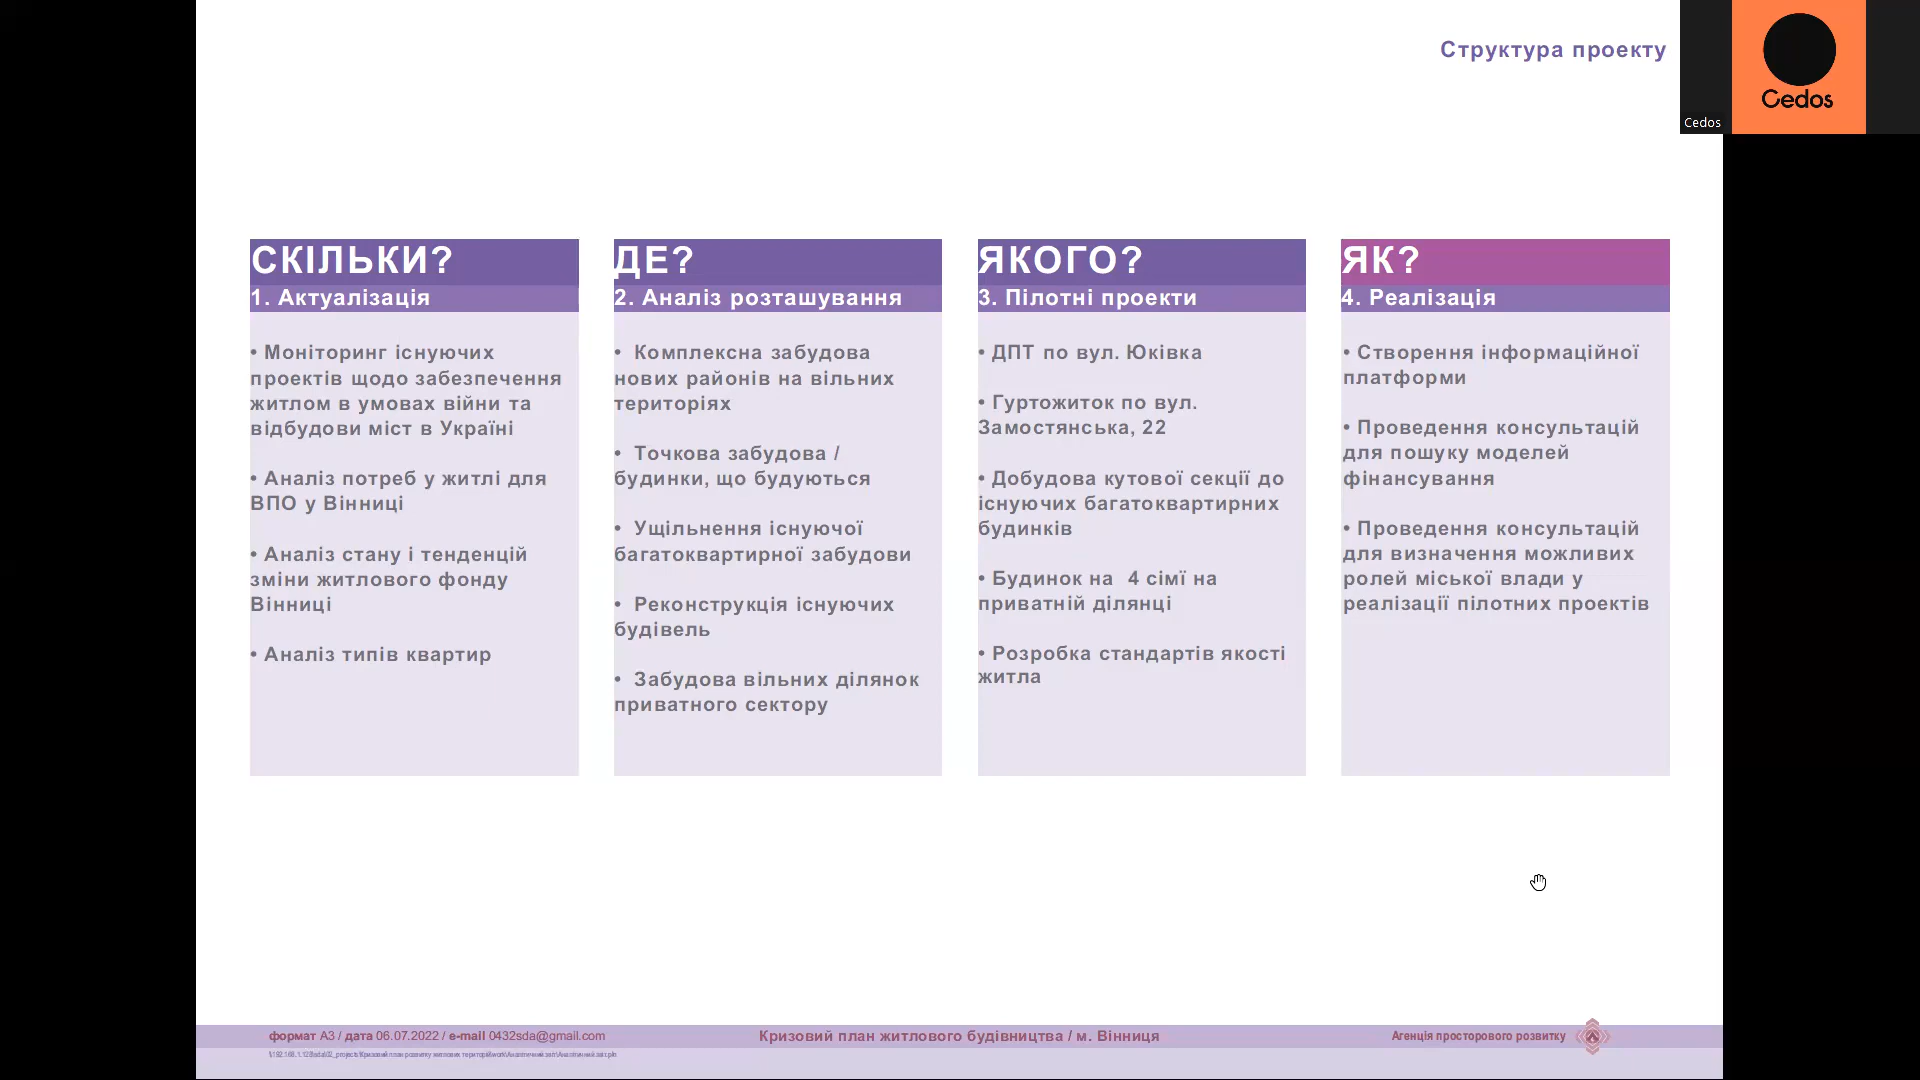 Структура проекту
Cedos
Cedos
СКІЛЬКИ?
1. Актуалізація
• Моніторинг існуючих
проектів щодо забезпечення
житлом в умовах війни та
відбудови міст в Україні
• Аналіз потреб у житлі для
ВПО у Вінниці
• Аналіз стану і тенденцій
зміни житлового фонду
Вінниці
• Аналіз типів квартир
ДЕ?
2. Аналіз розташування
• Комплексна забудова
нових районів на вільних
територіях
• Точкова забудова /
будинки, що будуються
• Ущільнення існуючої
багатоквартирної забудови
• Реконструкція існуючих
будівель
• Забудова вільних ділянок
приватного сектору
ЯКОГО?
3. Пілотні проекти
• ДПТ по вул. Юківка
• Гуртожиток по вул.
Замостянська, 22
• Добудова кутової секції до
існуючих багатоквартирних
будинків
• Будинок на 4 сімї на
приватній ділянці
• Розробка стандартів якості
житла
ЯК?
4. Реалізація
• Створення інформаційної
платформи
• Проведення консультацій
для пошуку моделей
фінансування
• Проведення консультацій
для визначення можливих
ролей міської влади у
реалізації пілотних проектів
формат А3 / дата 06.07.2022 / e-mail 0432sda@gmail.com
Кризовий план житлового будівництва / м. Вінниця
Агенція просторового розвитку